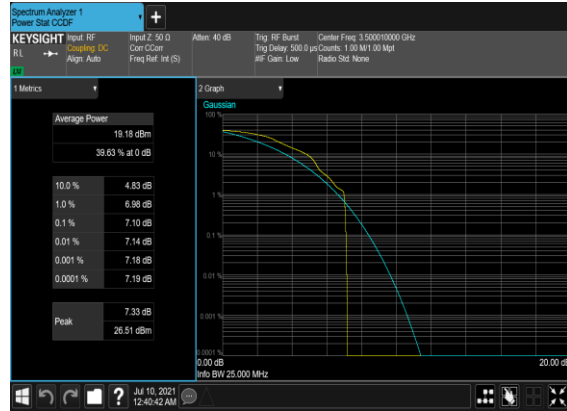 Spectrum Analyzer 1
Power Stat CCDF
+
KEYSIGHT
RL
Input: RF
Coupling: DC
Align: Auto
Input Z: 50 Ω
Corr CCorr
Freq Ref: Int (S)
Atten: 40 dB
Trig: RF Burst
Trig Delay: 500.0 µs
#IF Gain: Low
Center Freq: 3.500010000 GHz
Counts: 1.00 M/1.00 Mpt
Radio Std: None
1 Metrics
Average Power
19.18 dBm
39.63 % at 0 dB
10.0 % 4.83 dB
1.0 % 6.98 dB
0.1 % 7.10 dB
0.01 % 7.14 dB
0.001 % 7.18 dB
0.0001 % 7.19 dB
Peak
7.33 dB
26.51 dBm
2 Graph
Gaussian
100 %
10 %
1 %
0.1 %
0.01 %
0.001 %
0.0001 %
0.00 dB
20.00 dB
Info BW 25.000 MHz
?
Jul 10, 2021
12:40:42 AM